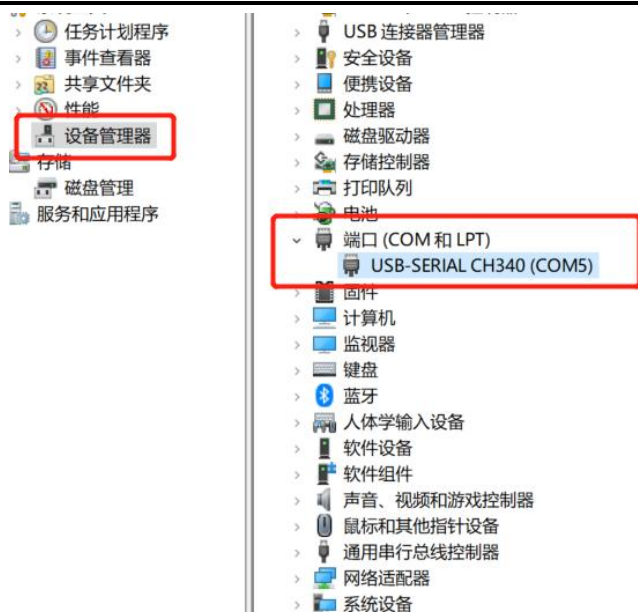 任务计划程序
事件查看器
共享文件夹
性能
设备管理器
存储
磁盘管理
服务和应用程序
USB 连接器管理器
安全设备
便携设备
处理器
磁盘驱动器
存储控制器
打印队列
电池
端口 (COM 和 LPT)
USB-SERIAL CH340 (COM5)
固件
计算机
监视器
键盘
蓝牙
人体学输入设备
软件设备
软件组件
声音、视频和游戏控制器
鼠标和其他指针设备
通用串行总线控制器
网络适配器
系统设备